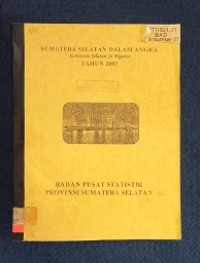 SUMATERA SELATAN DALAM ANGKA
Sumatera Selatan In Figures
TAHUN 2007
BADAN PUSAT STATISTIK
PROVINSI SUMATERA SELATAN